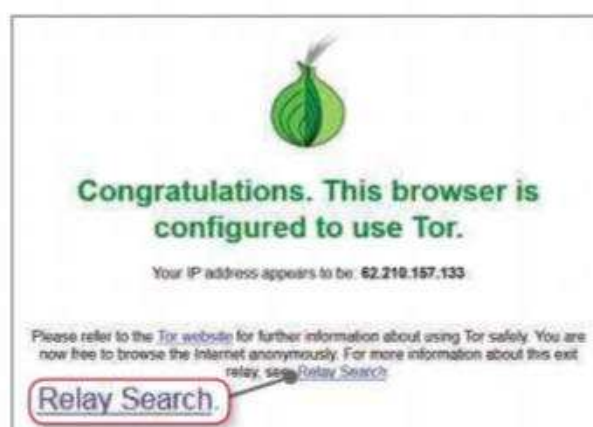 Congratulations. This browser is
configured to use Tor.
Your IP address appears to be: 62.210.157.133
Please refer to the Tor website for further information about using Tor safely. You are
now free to browse the Internet anonymously. For more information about this exit
relay, see: Relay Search.
Relay Search.